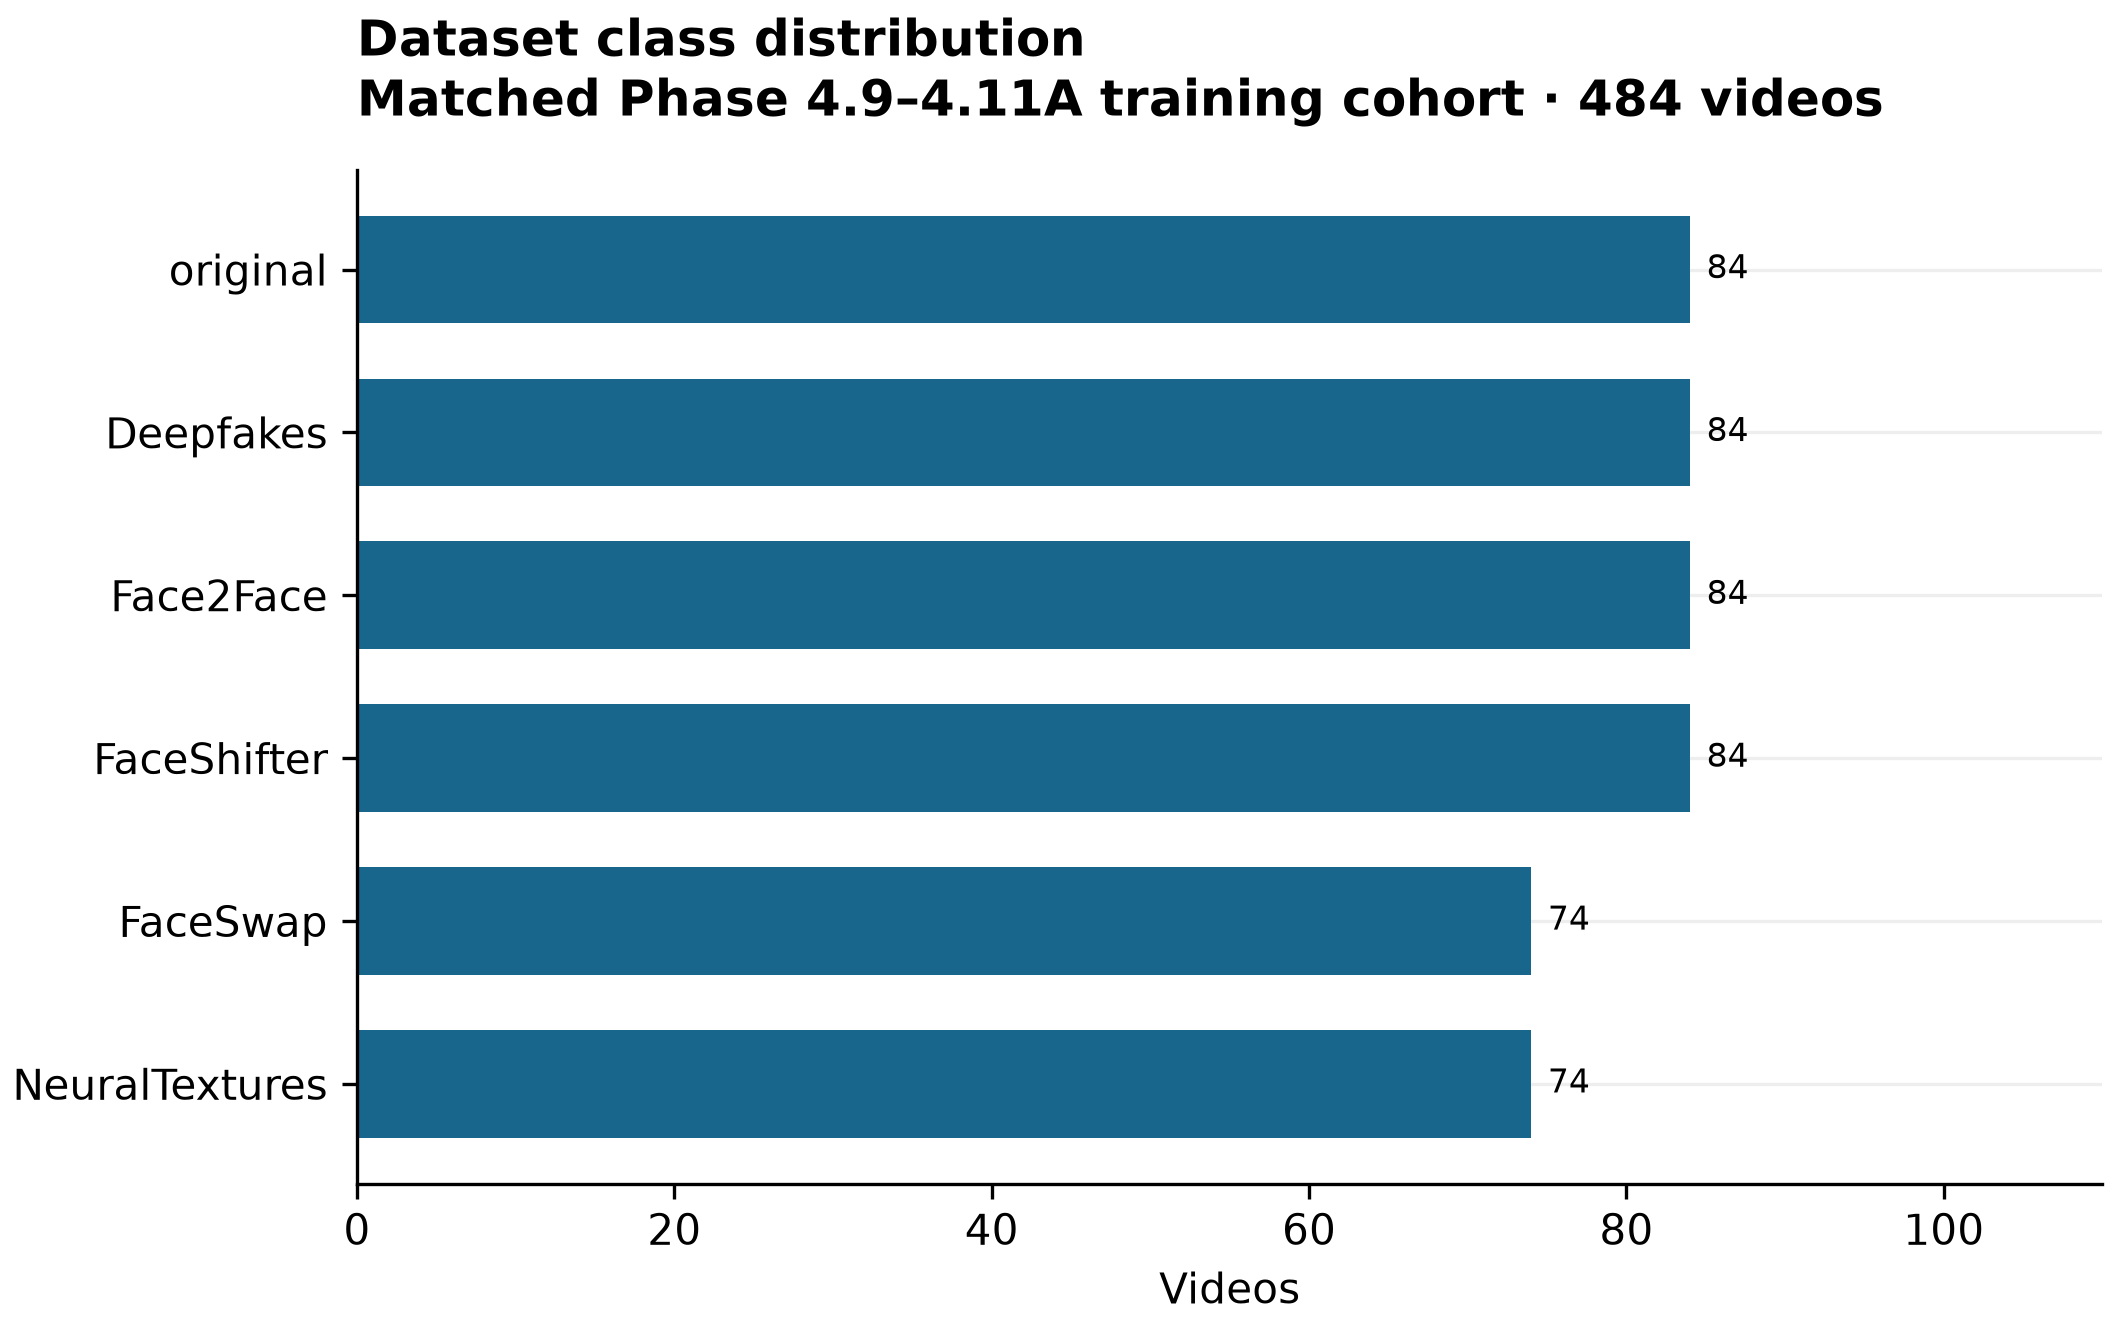 Dataset class distribution
Matched Phase 4.9–4.11A training cohort · 484 videos
original 84
Deepfakes 84
Face2Face 84
FaceShifter 84
FaceSwap 74
NeuralTextures 74
0 20 40 60 80 100
Videos